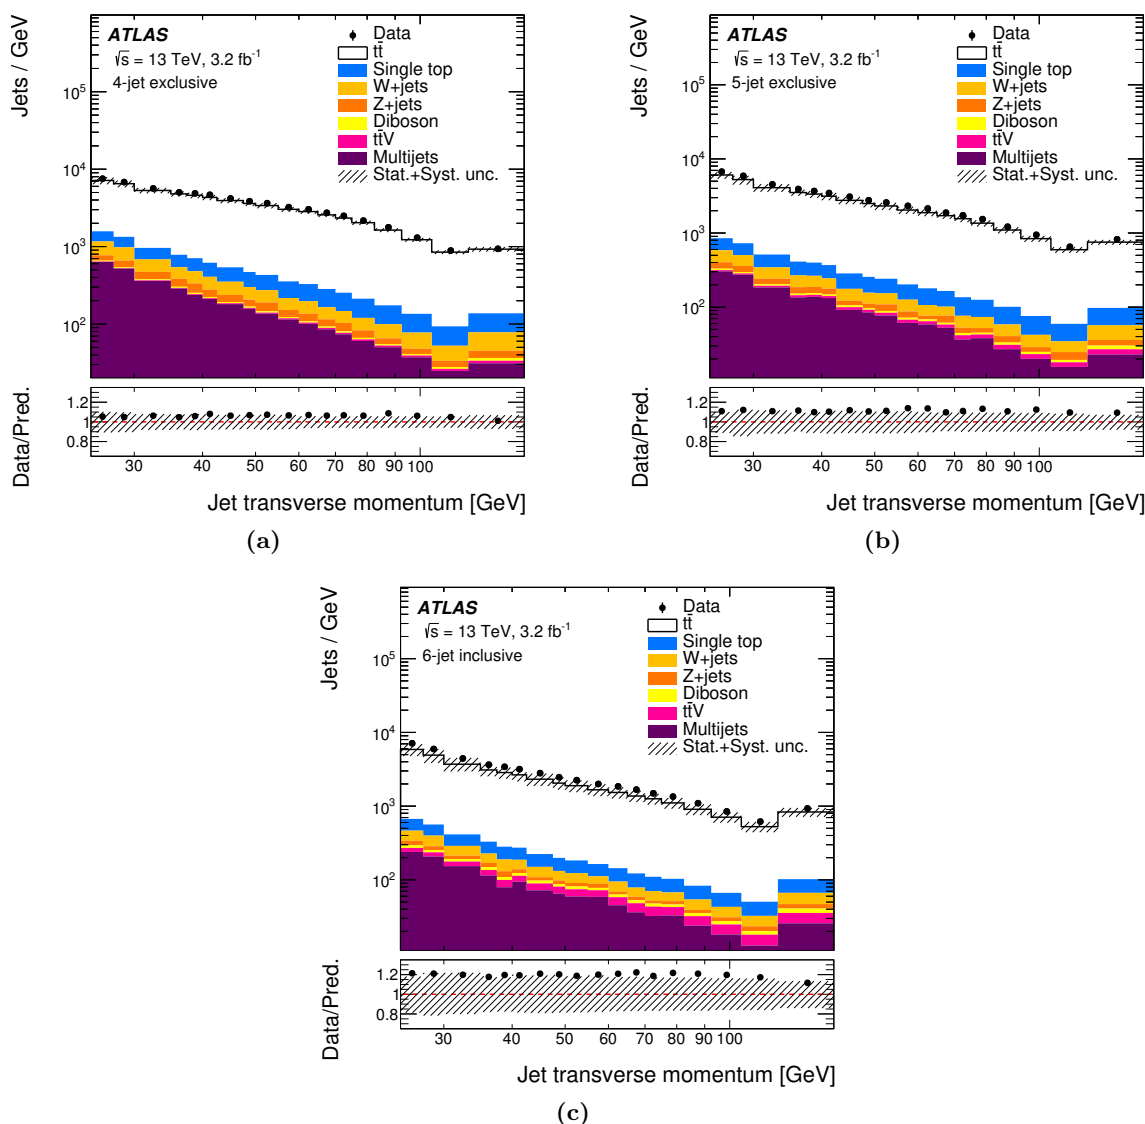 ATLAS
√s = 13 TeV, 3.2 fb⁻¹
4-jet exclusive
Data
tt̄
Single top
W+jets
Z+jets
Diboson
tt̄V
Multijets
Stat.+Syst. unc.
Jets / GeV
10⁵
10⁴
10³
10²
Data/Pred.
1.2
1
0.8
30 40 50 60 70 80 90 100
Jet transverse momentum [GeV]
(a)
ATLAS
√s = 13 TeV, 3.2 fb⁻¹
5-jet exclusive
Data
tt̄
Single top
W+jets
Z+jets
Diboson
tt̄V
Multijets
Stat.+Syst. unc.
Jets / GeV
10⁵
10⁴
10³
10²
Data/Pred.
1.2
1
0.8
30 40 50 60 70 80 90 100
Jet transverse momentum [GeV]
(b)
ATLAS
√s = 13 TeV, 3.2 fb⁻¹
6-jet inclusive
Data
tt̄
Single top
W+jets
Z+jets
Diboson
tt̄V
Multijets
Stat.+Syst. unc.
Jets / GeV
10⁵
10⁴
10³
10²
Data/Pred.
1.2
1
0.8
30 40 50 60 70 80 90 100
Jet transverse momentum [GeV]
(c)